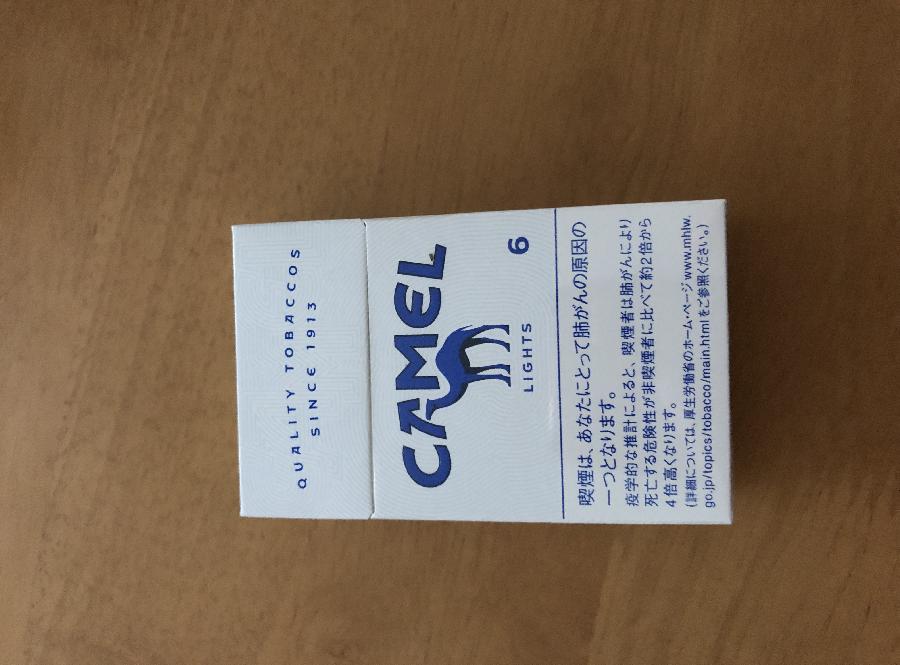 QUALITY TOBACCOS
SINCE 1913
CAMEL
LIGHTS
6
喫煙は、あなたにとって肺がんの原因の
一つとなります。
疫学的な推計によると、喫煙者は肺がんにより
死亡する危険性が非喫煙者に比べて約2倍から
4倍高くなります。
(詳細については、厚生労働省のホーム・ページwww.mhlw.
go.jp/topics/tobacco/main.htmlをご参照ください。)